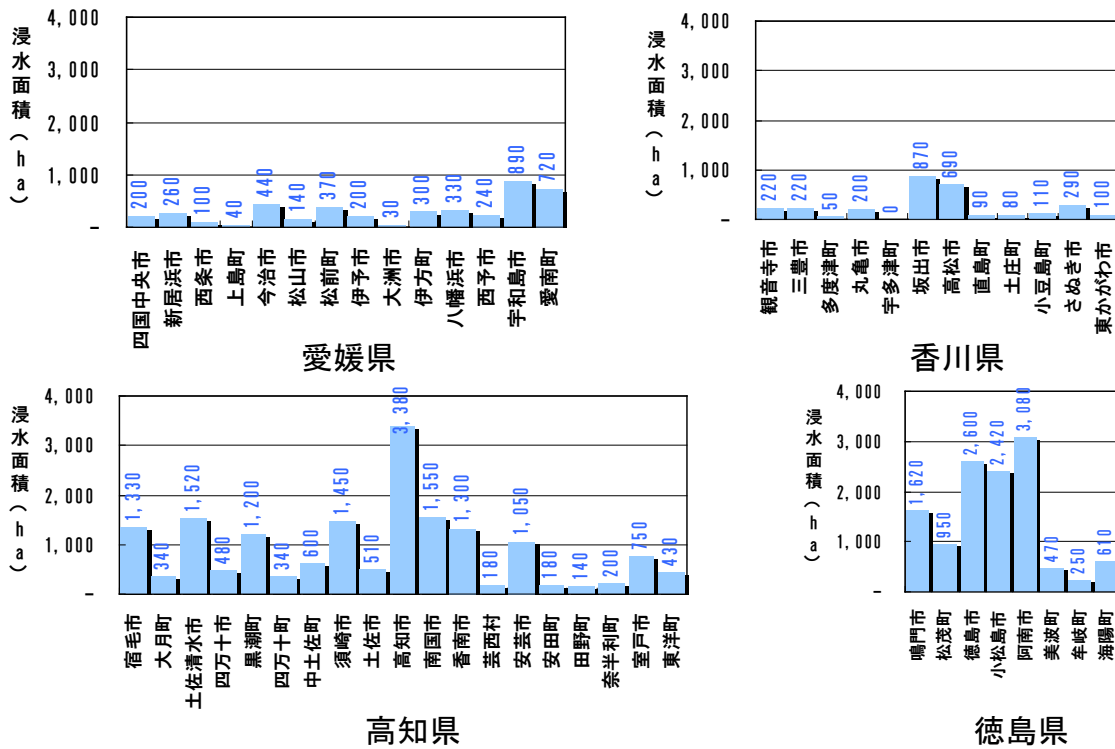 浸水面積(ha)
4,000
3,000
2,000
1,000
－
200 260 100 40 440 140 370 200 30 300 330 240 890 720
四国中央市 新居浜市 西条市 上島町 今治市 松山市 松前町 伊予市 大洲市 伊方町 八幡浜市 西予市 宇和島市 愛南町
愛媛県
浸水面積(ha)
4,000
3,000
2,000
1,000
－
220 220 50 200 0 870 690 90 80 110 290 100
観音寺市 三豊市 多度津町 丸亀市 宇多津町 坂出市 高松市 直島町 土庄町 小豆島町 さぬき市 東かがわ市
香川県
浸水面積(ha)
4,000
3,000
2,000
1,000
－
1,330 340 1,520 480 1,200 340 600 1,450 510 3,380 1,550 1,300 180 1,050 180 140 200 750 430
宿毛市 大月町 土佐清水市 四万十市 黒潮町 四万十町 中土佐町 須崎市 土佐市 高知市 南国市 香南市 芸西村 安芸市 安田町 田野町 奈半利町 室戸市 東洋町
高知県
浸水面積(ha)
4,000
3,000
2,000
1,000
－
1,620 950 2,600 2,420 3,080 470 250 610
鳴門市 松茂町 徳島市 小松島市 阿南市 美波町 牟岐町 海陽町
徳島県